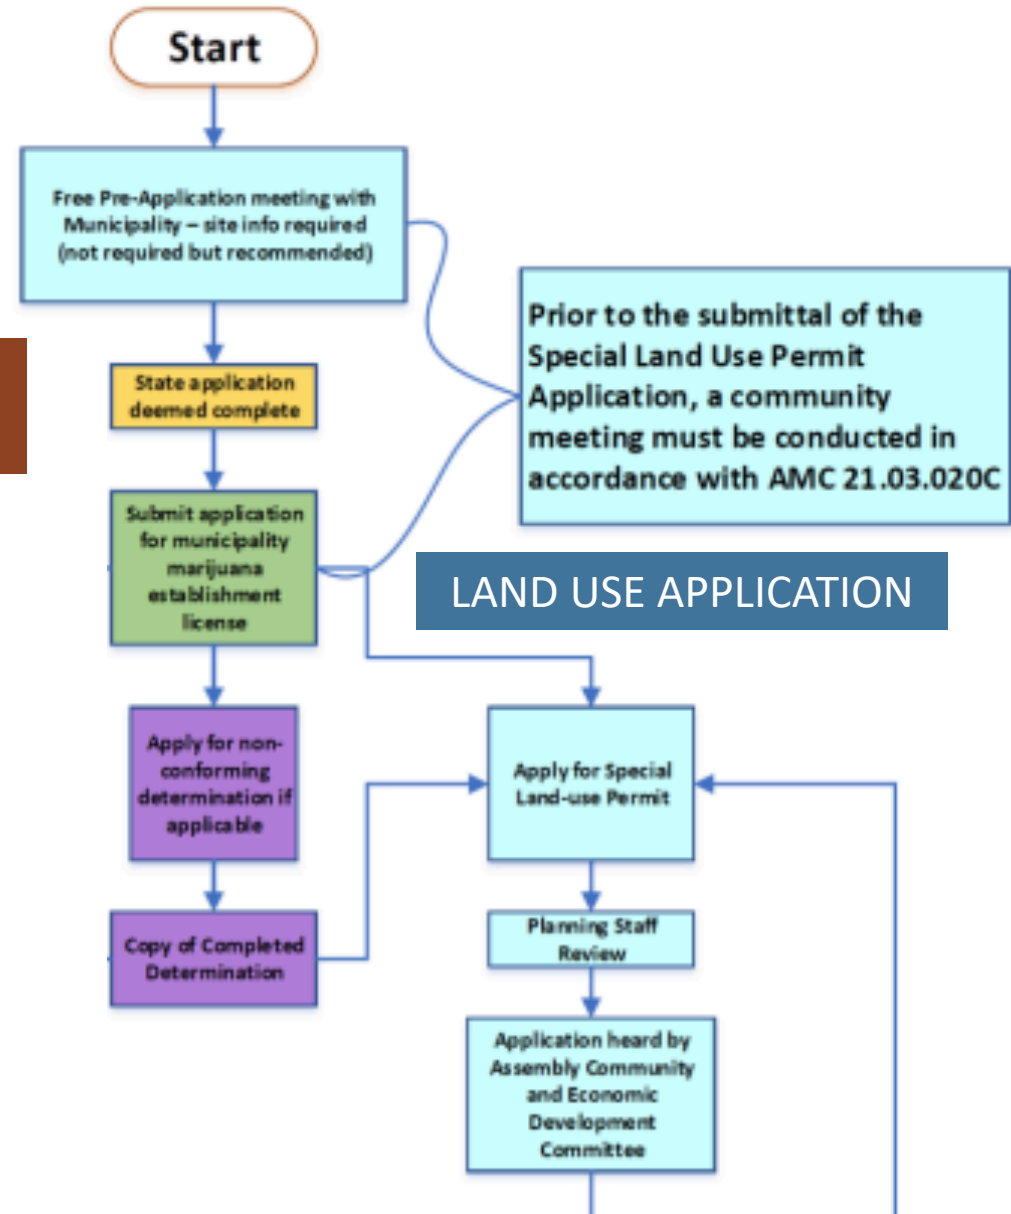 Start
Free Pre-Application meeting with
Municipality – site info required
(not required but recommended)
Prior to the submittal of the
Special Land Use Permit
Application, a community
meeting must be conducted in
accordance with AMC 21.03.020C
State application
deemed complete
Submit application
for municipality
marijuana
establishment
license
LAND USE APPLICATION
Apply for non-
conforming
determination if
applicable
Apply for Special
Land-use Permit
Copy of Completed
Determination
Planning Staff
Review
Application heard by
Assembly Community
and Economic
Development
Committee